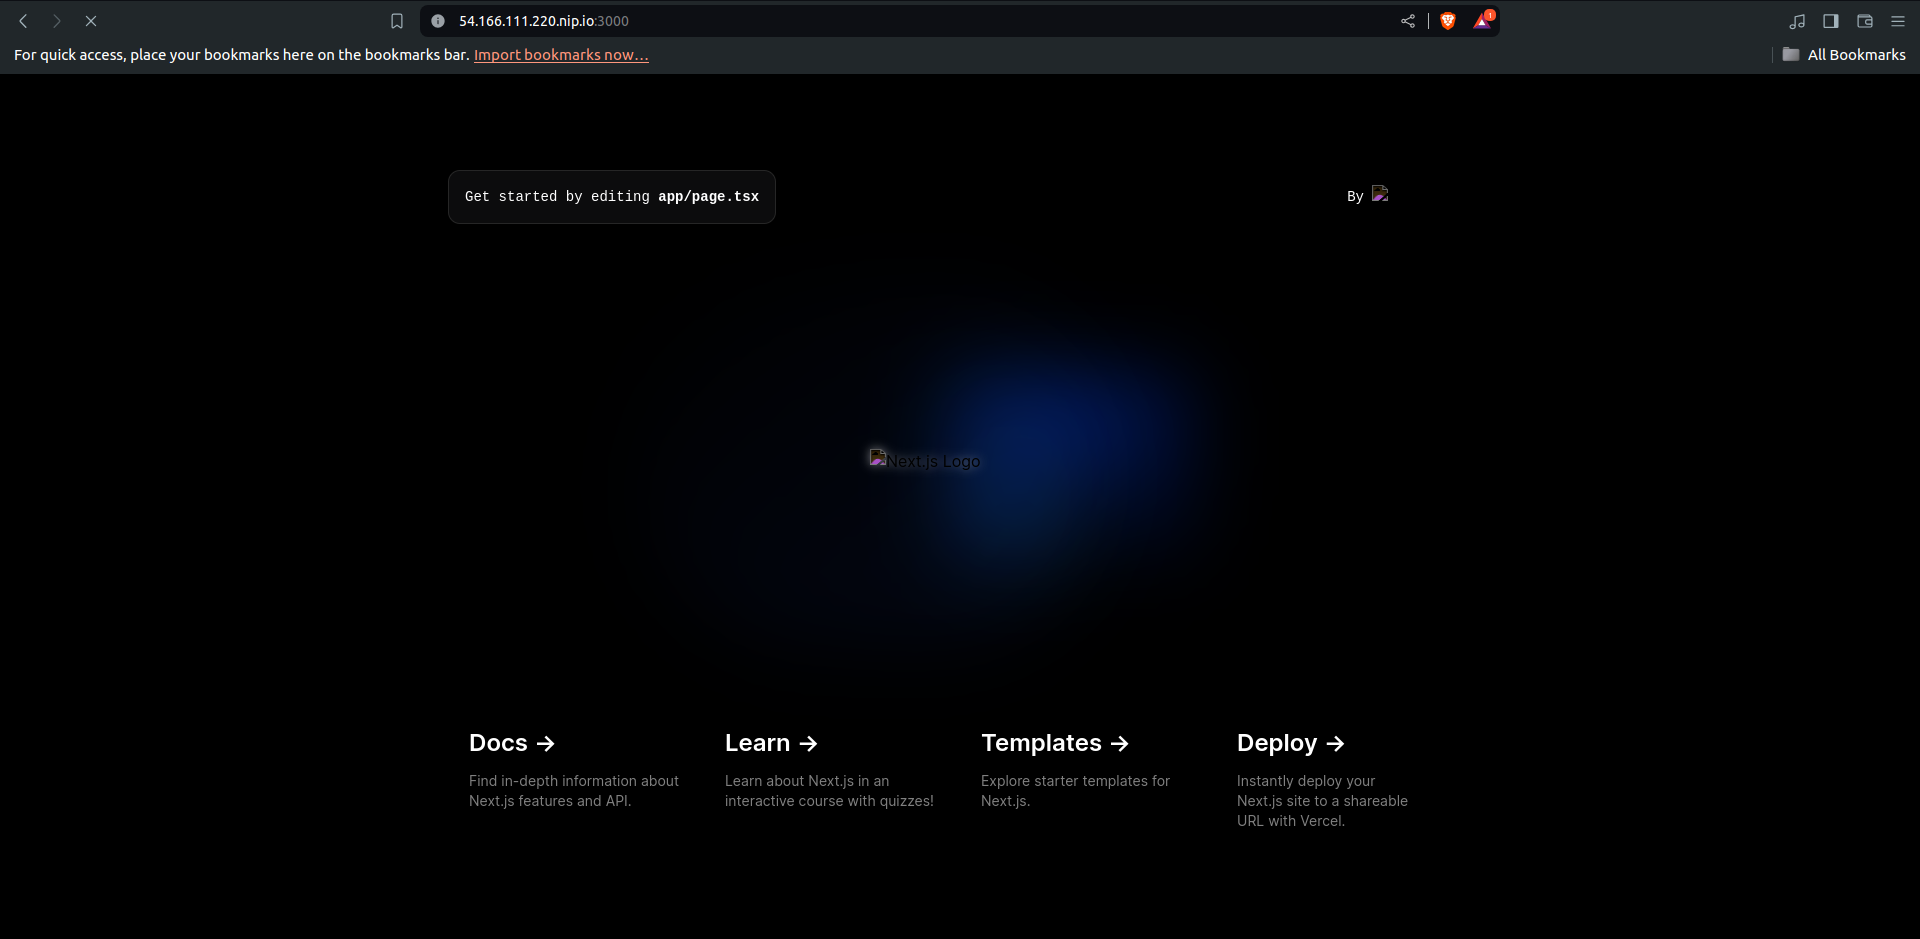 54.166.111.220.nip.io:3000
1
For quick access, place your bookmarks here on the bookmarks bar. Import bookmarks now...
All Bookmarks
Get started by editing app/page.tsx
By
Next.js Logo
Docs ->
Find in-depth information about
Next.js features and API.
Learn ->
Learn about Next.js in an
interactive course with quizzes!
Templates ->
Explore starter templates for
Next.js.
Deploy ->
Instantly deploy your
Next.js site to a shareable
URL with Vercel.